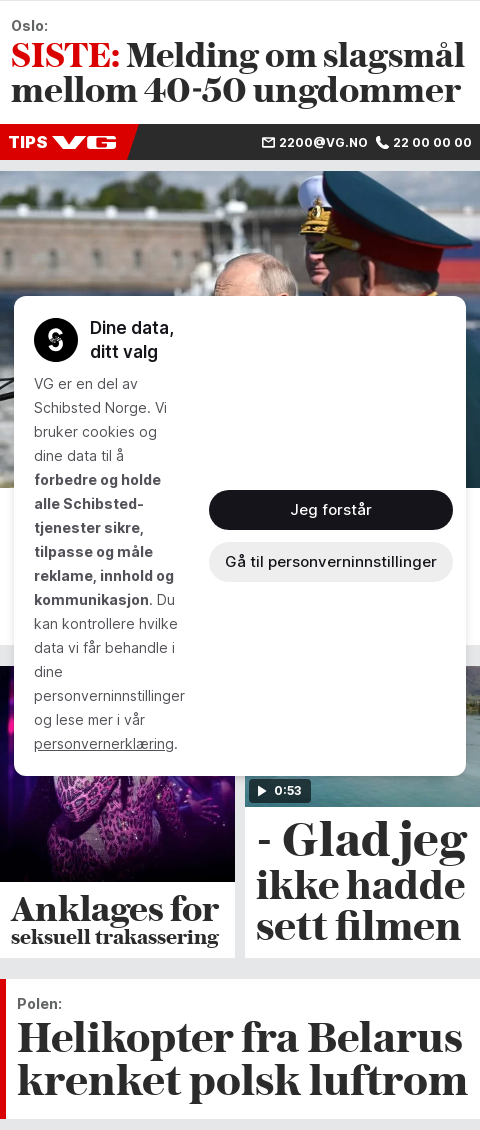 Oslo:
SISTE: Melding om slagsmål
mellom 40-50 ungdommer
TIPS VG
2200@VG.NO 22 00 00 00
Dine data,
ditt valg
VG er en del av
Schibsted Norge. Vi
bruker cookies og
dine data til å
forbedre og holde
alle Schibsted-
tjenester sikre,
tilpasse og måle
reklame, innhold og
kommunikasjon. Du
kan kontrollere hvilke
data vi får behandle i
dine
personverninnstillinger
og lese mer i vår
personvernerklæring.
Jeg forstår
Gå til personverninnstillinger
0:53
Anklages for
seksuell trakassering
- Glad jeg
ikke hadde
sett filmen
Polen:
Helikopter fra Belarus
krenket polsk luftrom